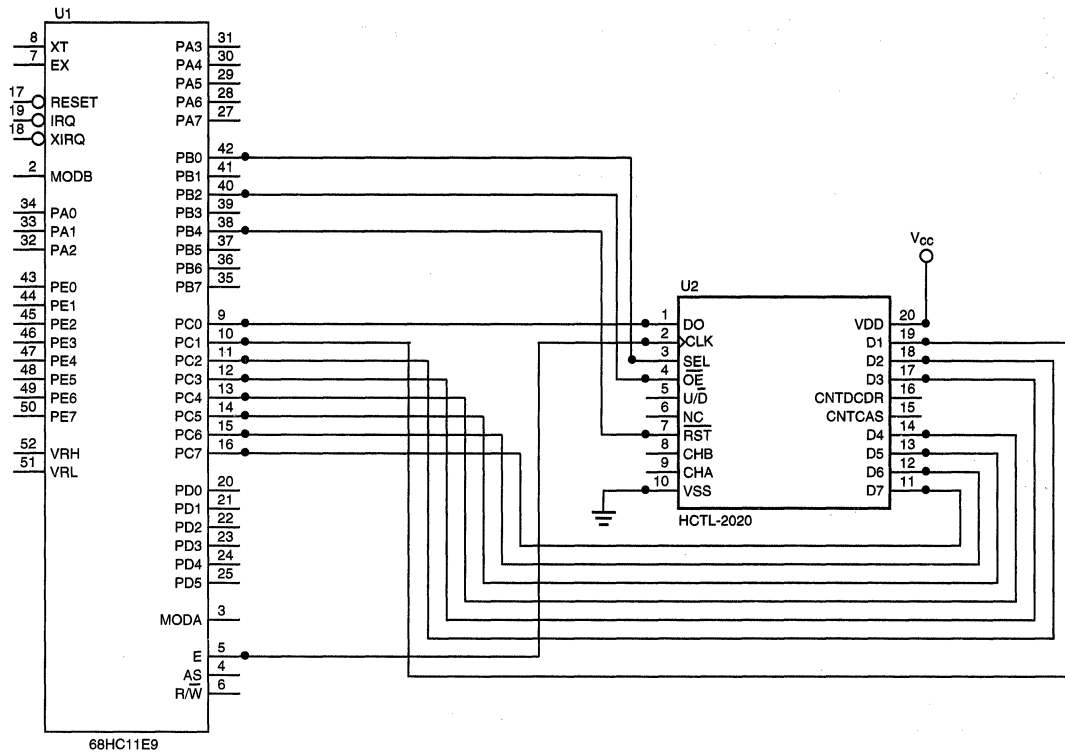 U1
8 XT
7 EX
17 RESET
19 IRQ
18 XIRQ
2 MODB
34 PA0
33 PA1
32 PA2
43 PE0
44 PE1
45 PE2
46 PE3
47 PE4
48 PE5
49 PE6
50 PE7
52 VRH
51 VRL
PA3 31
PA4 30
PA5 29
PA6 28
PA7 27
PB0 42
PB1 41
PB2 40
PB3 39
PB4 38
PB5 37
PB6 36
PB7 35
PC0 9
PC1 10
PC2 11
PC3 12
PC4 13
PC5 14
PC6 15
PC7 16
PD0 20
PD1 21
PD2 22
PD3 23
PD4 24
PD5 25
MODA 3
E 5
AS 4
R/W̅ 6
68HC11E9
Vcc
U2
1 DO
2 CLK
3 SEL
4 O̅E̅
5 U/D̅
6 NC
7 R̅S̅T̅
8 CHB
9 CHA
10 VSS
VDD 20
D1 19
D2 18
D3 17
CNTDCDR 16
CNTCAS 15
D4 14
D5 13
D6 12
D7 11
HCTL-2020